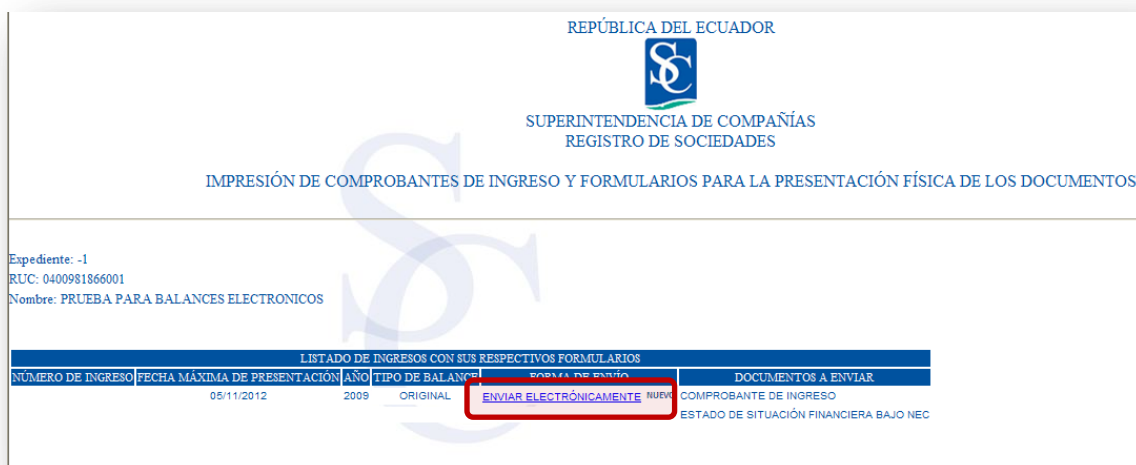 REPÚBLICA DEL ECUADOR
SC
SUPERINTENDENCIA DE COMPAÑÍAS
REGISTRO DE SOCIEDADES
IMPRESIÓN DE COMPROBANTES DE INGRESO Y FORMULARIOS PARA LA PRESENTACIÓN FÍSICA DE LOS DOCUMENTOS
Expediente: -1
RUC: 0400981866001
Nombre: PRUEBA PARA BALANCES ELECTRONICOS
LISTADO DE INGRESOS CON SUS RESPECTIVOS FORMULARIOS
NÚMERO DE INGRESO FECHA MÁXIMA DE PRESENTACIÓN AÑO TIPO DE BALANCE FORMA DE ENVÍO DOCUMENTOS A ENVIAR
05/11/2012 2009 ORIGINAL ENVIAR ELECTRÓNICAMENTE NUEVO COMPROBANTE DE INGRESO
ESTADO DE SITUACIÓN FINANCIERA BAJO NEC